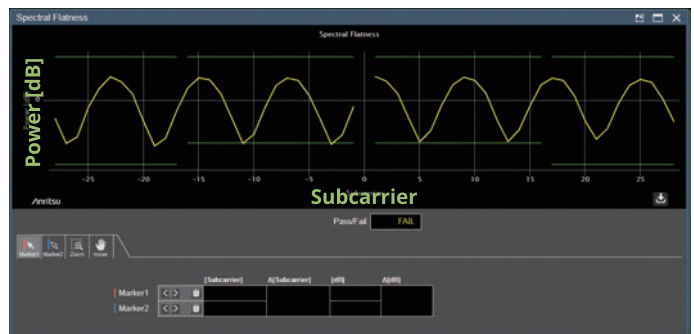 Spectral Flatness
Spectral Flatness
Power [dB]
-25 -20 -15 -10 -5 0 5 10 15 20 25
Subcarrier
Anritsu
Pass/Fail FAIL
Marker1 Marker2 Zoom move
[Subcarrier] Δ[Subcarrier] [dB] Δ[dB]
Marker1
Marker2